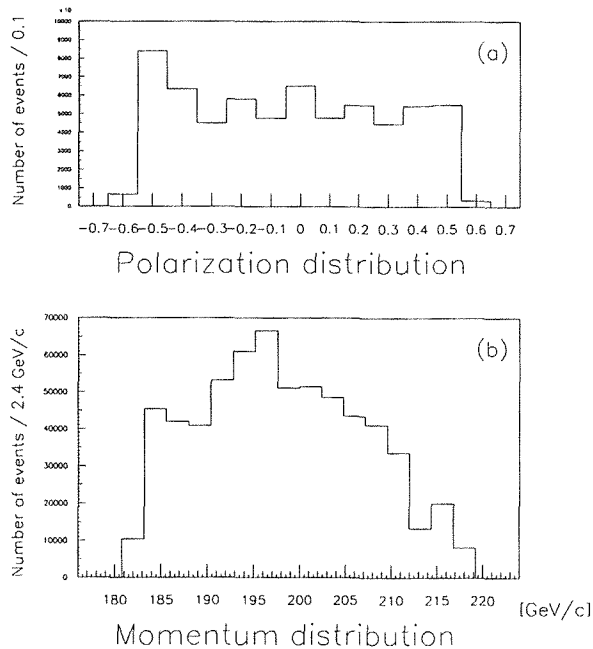 x 10
Number of events / 0.1
10000
9000
8000
7000
6000
5000
4000
3000
2000
1000
0
(a)
-0.7 -0.6 -0.5 -0.4 -0.3 -0.2 -0.1 0 0.1 0.2 0.3 0.4 0.5 0.6 0.7
Polarization distribution
Number of events / 2.4 GeV/c
70000
60000
50000
40000
30000
20000
10000
0
(b)
180 185 190 195 200 205 210 215 220 [GeV/c]
Momentum distribution